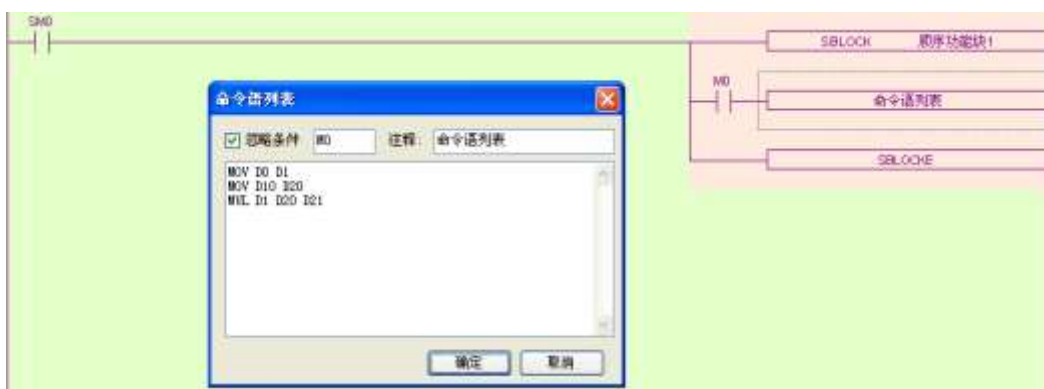 SM0
SBLOCK 顺序功能块1
M0
命令语列表
SBLOCKE
命令语列表
忽略条件 M0 注释: 命令语列表
MOV D0 D1
MOV D10 D20
MUL D1 D20 D21
确定 取消